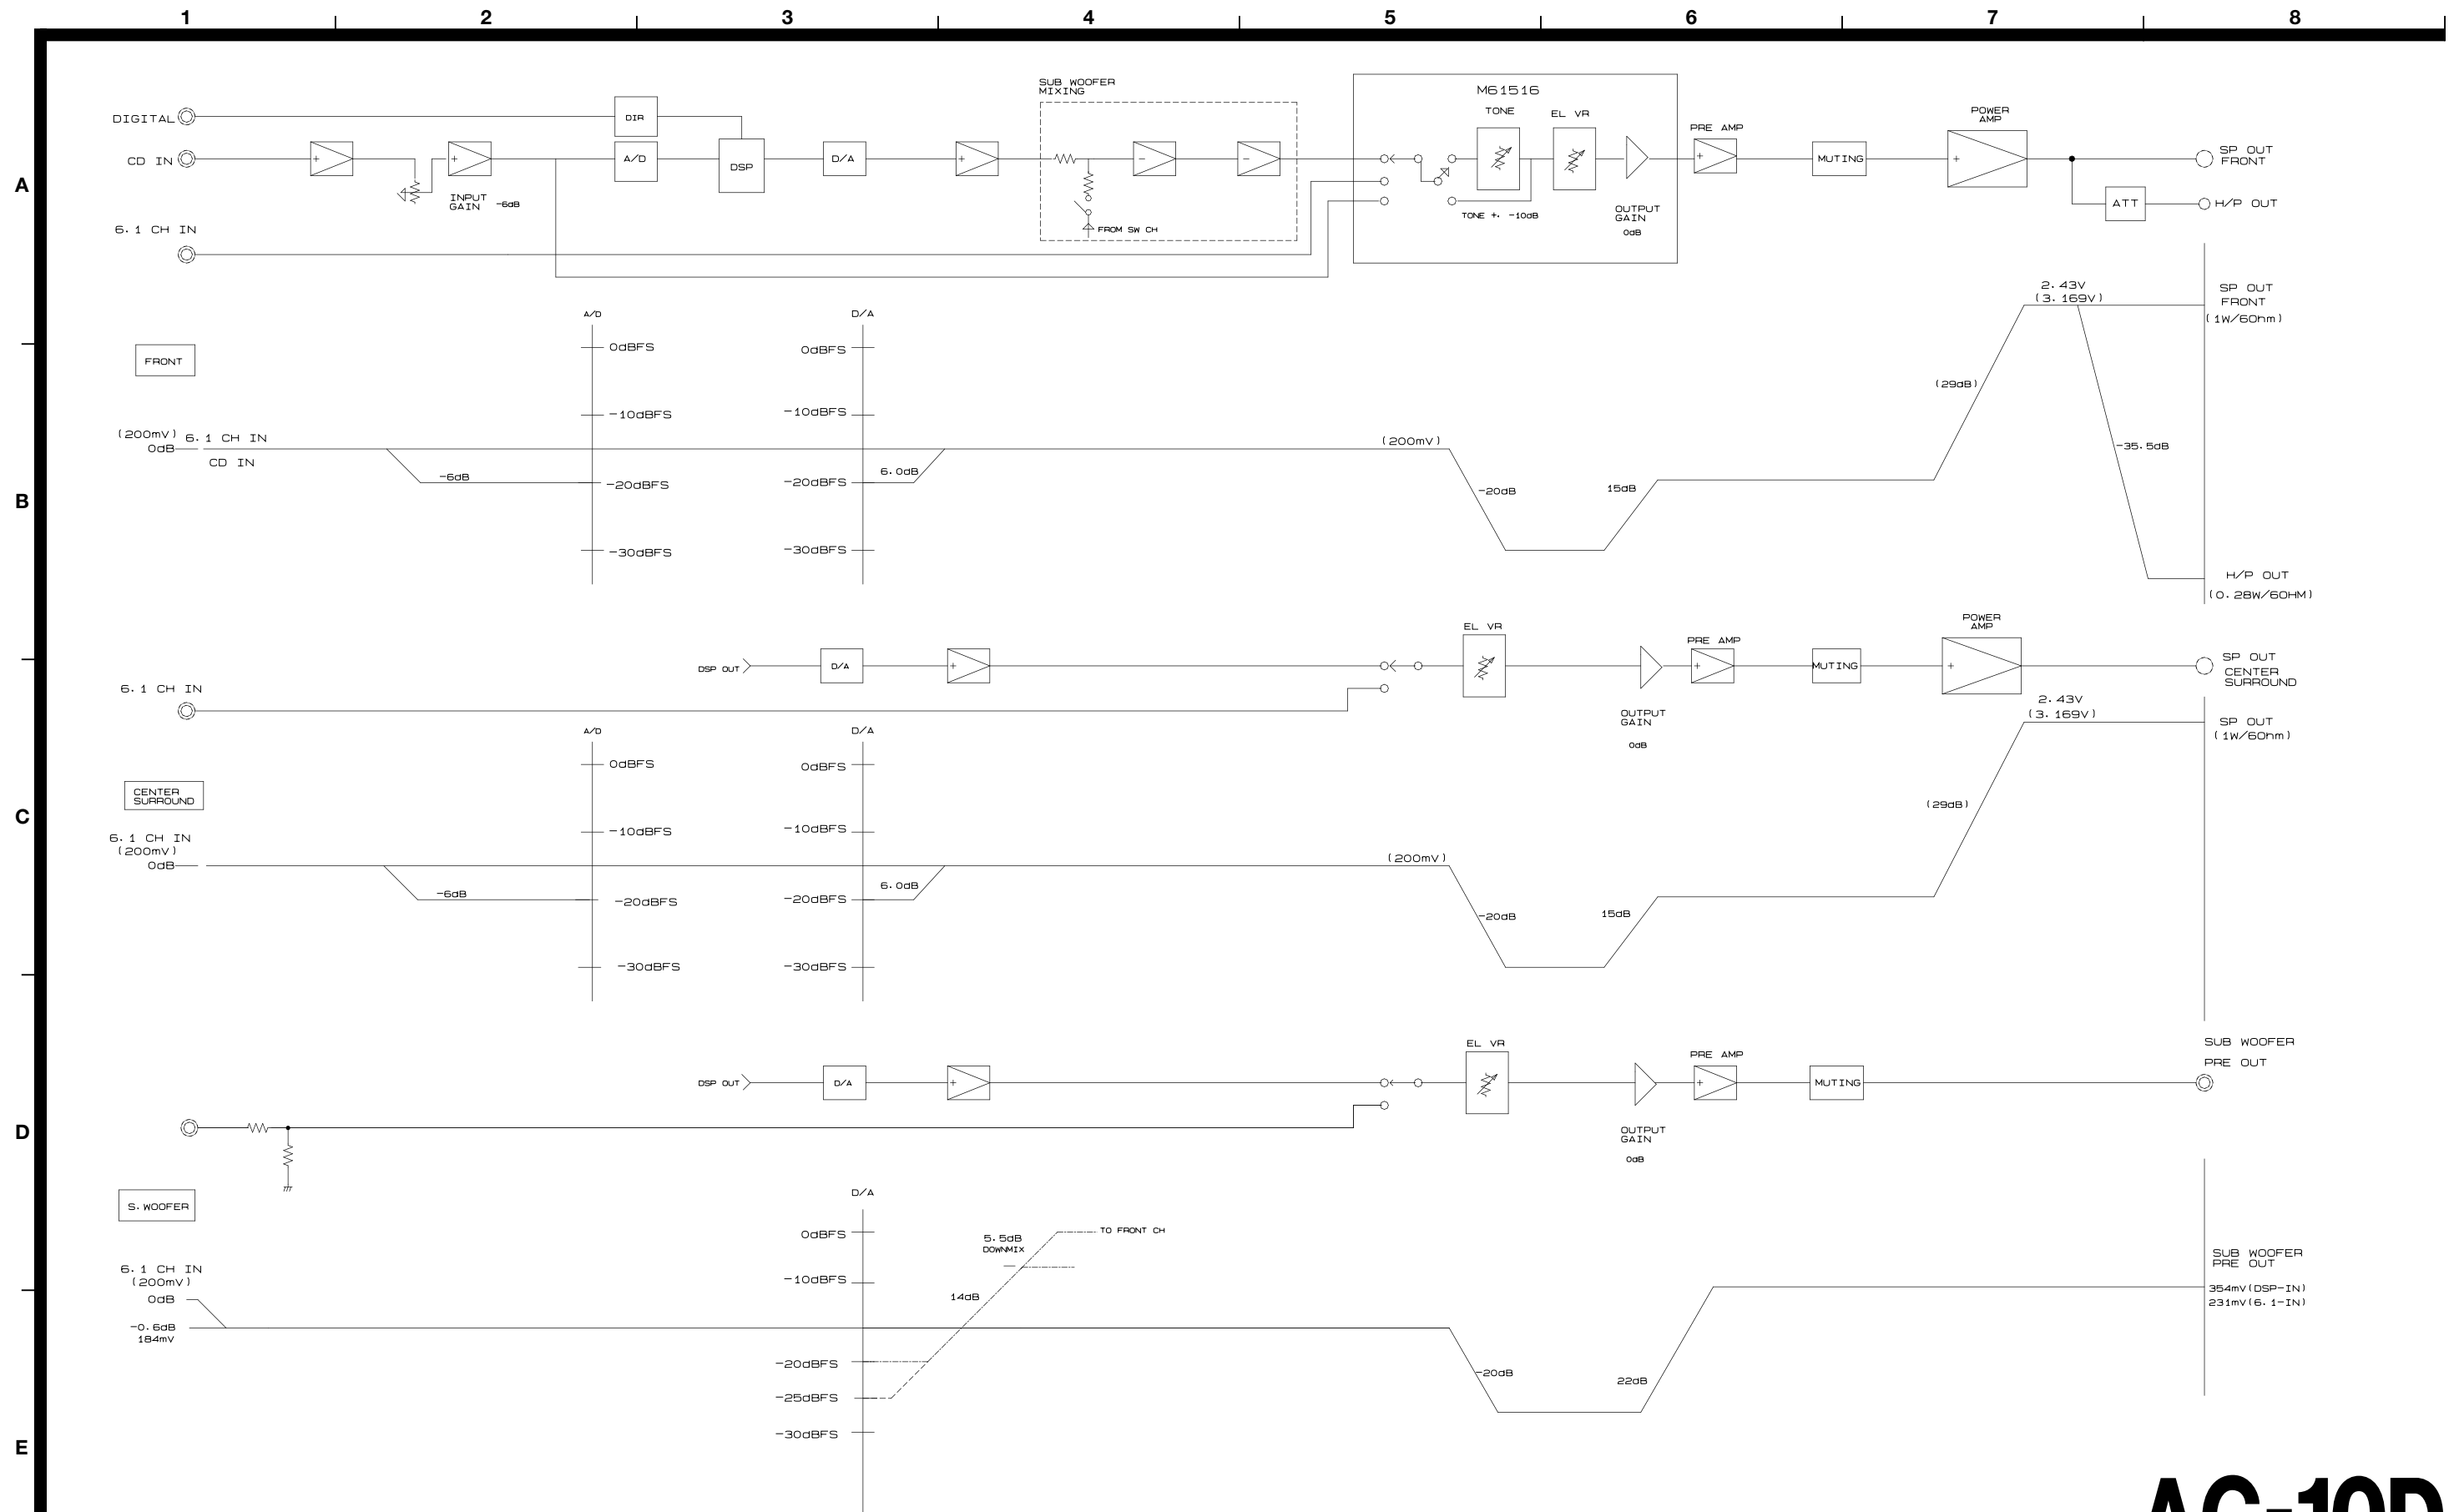 1 2 3 4 5 6 7 8
A
B
C
D
E
SUB WOOFER
MIXING
M61516
DIGITAL
DIR
TONE
EL VR
PRE AMP
POWER
AMP
CD IN
A/D
DSP
D/A
MUTING
SP OUT
FRONT
INPUT
GAIN -6dB
TONE +. -10dB
OUTPUT
GAIN
0dB
ATT
H/P OUT
6.1 CH IN
FROM SW CH
A/D
D/A
2.43V
(3.169V)
SP OUT
FRONT
(1W/6Ohm)
FRONT
0dBFS
0dBFS
-10dBFS
-10dBFS
(29dB)
(200mV)
0dB
6.1 CH IN
CD IN
(200mV)
-35.5dB
-6dB
-20dBFS
-20dBFS
6.0dB
-20dB
15dB
-30dBFS
-30dBFS
H/P OUT
(0.28W/6OHM)
EL VR
PRE AMP
POWER
AMP
DSP OUT
D/A
MUTING
SP OUT
CENTER
SURROUND
6.1 CH IN
OUTPUT
GAIN
0dB
2.43V
(3.169V)
SP OUT
(1W/6Ohm)
A/D
D/A
0dBFS
0dBFS
CENTER
SURROUND
-10dBFS
-10dBFS
(29dB)
6.1 CH IN
(200mV)
0dB
(200mV)
-6dB
-20dBFS
-20dBFS
6.0dB
-20dB
15dB
-30dBFS
-30dBFS
EL VR
PRE AMP
SUB WOOFER
PRE OUT
DSP OUT
D/A
MUTING
OUTPUT
GAIN
0dB
S.WOOFER
D/A
0dBFS
5.5dB
DOWNMIX
TO FRONT CH
6.1 CH IN
(200mV)
0dB
-10dBFS
14dB
SUB WOOFER
PRE OUT
354mV(DSP-IN)
231mV(6.1-IN)
-0.6dB
184mV
-20dBFS
-20dB
22dB
-25dBFS
-30dBFS
AG-10D